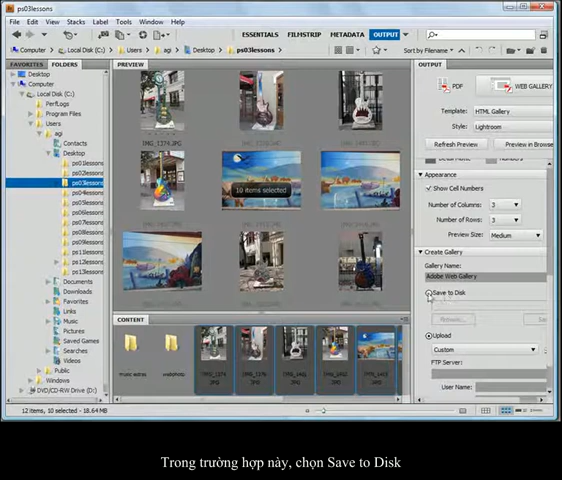 ps03lessons
File Edit View Stacks Label Tools Window Help
ESSENTIALS FILMSTRIP METADATA OUTPUT
Computer Local Disk (C:) Users agi Desktop ps03lessons Sort by Filename
FAVORITES FOLDERS
Desktop
Computer
Local Disk (C:)
PerfLogs
Program Files
Users
agi
Contacts
Desktop
ps01lessons
ps02lessons
ps03lessons
ps04lessons
ps05lessons
ps06lessons
ps07lessons
ps08lessons
ps09lessons
ps10lessons
ps11lessons
ps12lessons
ps13lessons
Documents
Downloads
Favorites
Links
Music
Pictures
Saved Games
Searches
Videos
Public
Windows
DVD/CD-RW Drive (D:)
PREVIEW
IMG_1374.JPG
10 items selected
CONTENT
music extras
webphoto
OUTPUT
PDF WEB GALLERY
Template: HTML Gallery
Style: Lightroom
Refresh Preview Preview in Browse
Appearance
Show Cell Numbers
Number of Columns: 3
Number of Rows: 3
Preview Size: Medium
Create Gallery
Gallery Name:
Adobe Web Gallery
Save to Disk
Browse...
Upload
Custom
FTP Server:
User Name:
12 items, 10 selected - 18.64 MB
Trong trường hợp này, chọn Save to Disk